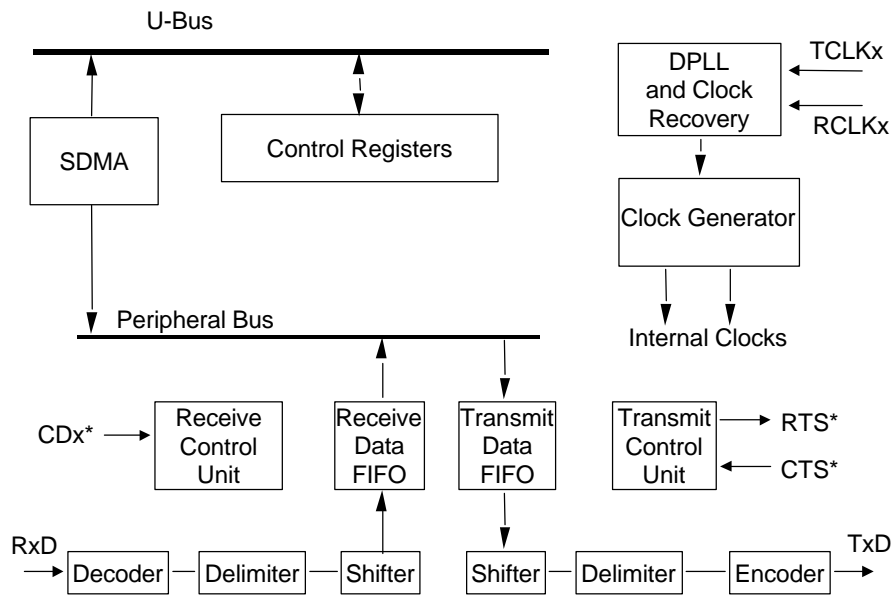 U-Bus
DPLL
and Clock
Recovery
TCLKx
RCLKx
SDMA
Control Registers
Clock Generator
Peripheral Bus
Internal Clocks
CDx*
Receive
Control
Unit
Receive
Data
FIFO
Transmit
Data
FIFO
Transmit
Control
Unit
RTS*
CTS*
RxD
Decoder
Delimiter
Shifter
Shifter
Delimiter
Encoder
TxD